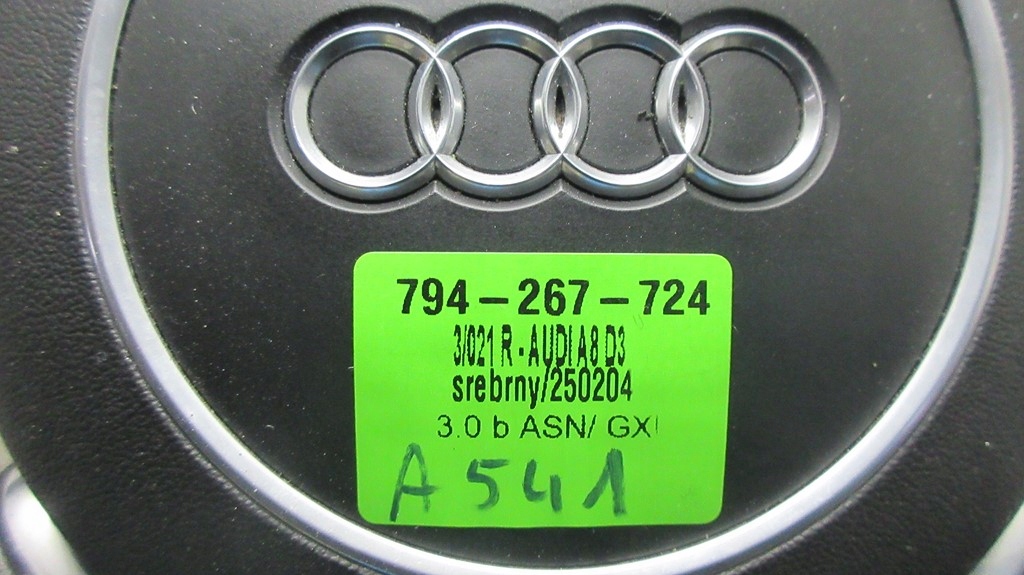 794-267-724
3/021 R - AUDI A8 D3
srebrny/250204
3.0 b ASN/ GX
A541